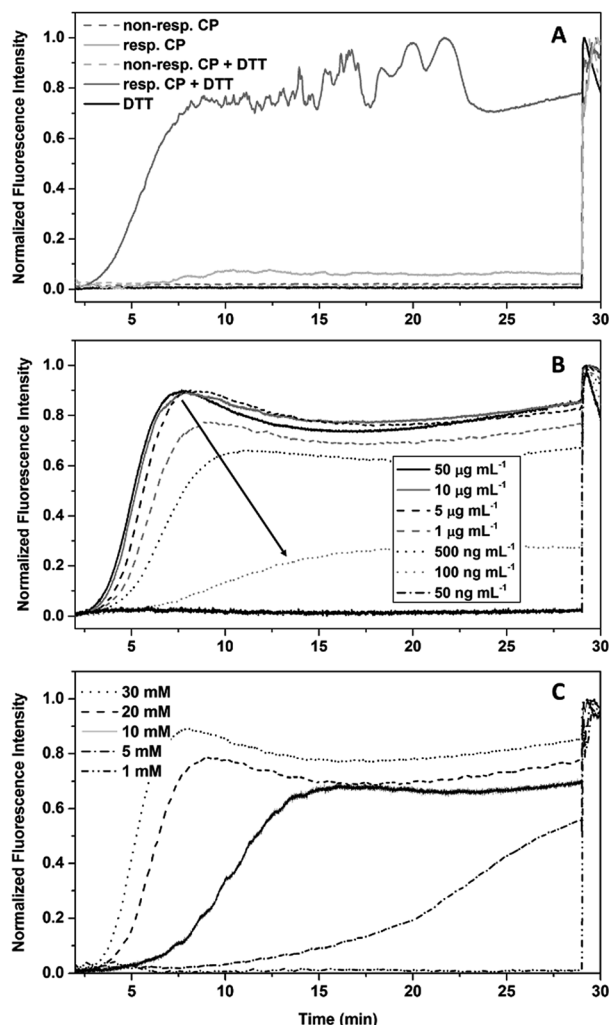 A
non-resp. CP
resp. CP
non-resp. CP + DTT
resp. CP + DTT
DTT
Normalized Fluorescence Intensity
1.0
0.8
0.6
0.4
0.2
0.0
5 10 15 20 25 30
B
Normalized Fluorescence Intensity
1.0
0.8
0.6
0.4
0.2
0.0
50 µg mL⁻¹
10 µg mL⁻¹
5 µg mL⁻¹
1 µg mL⁻¹
500 ng mL⁻¹
100 ng mL⁻¹
50 ng mL⁻¹
5 10 15 20 25 30
C
Normalized Fluorescence Intensity
1.0
0.8
0.6
0.4
0.2
0.0
30 mM
20 mM
10 mM
5 mM
1 mM
5 10 15 20 25 30
Time (min)